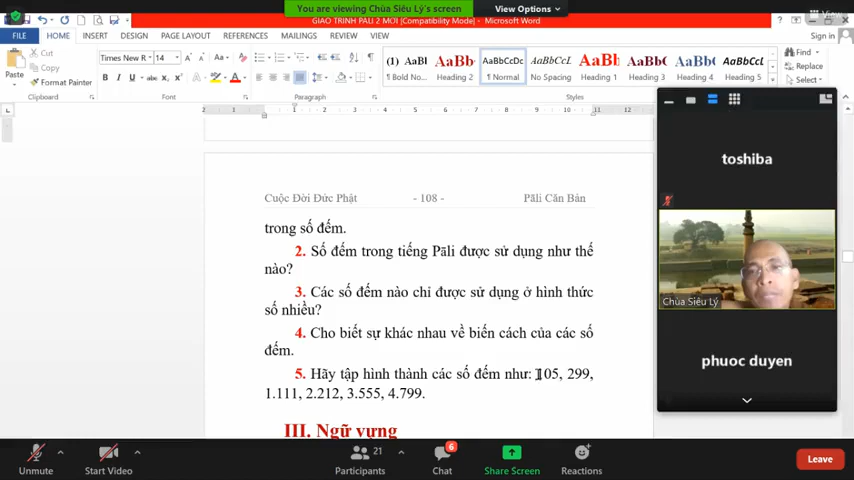 You are viewing Chùa Siêu Lý's screen
View Options
View
GIAO TRINH PALI 2 MOI [Compatibility Mode] - Microsoft Word
Sign in
FILE
HOME
INSERT
DESIGN
PAGE LAYOUT
REFERENCES
MAILINGS
REVIEW
VIEW
Paste
Cut
Copy
Format Painter
Clipboard
Times New R
14
Font
Paragraph
(1) AaBl
AaBb
AaBbCcDc
AaBbCcL
AaBl
AaBbC
AaBbC
AaBbCcL
1 Bold No...
Heading 2
1 Normal
No Spacing
Heading 1
Heading 3
Heading 4
Heading 5
Styles
Find
Replace
Select
Editing
Cuộc Đời Đức Phật - 108 - Pāli Căn Bản
trong số đếm.
2. Số đếm trong tiếng Pāli được sử dụng như thế
nào?
3. Các số đếm nào chỉ được sử dụng ở hình thức
số nhiều?
4. Cho biết sự khác nhau về biến cách của các số
đếm.
5. Hãy tập hình thành các số đếm như: 105, 299,
1.111, 2.212, 3.555, 4.799.
III. Ngữ vựng
toshiba
Chùa Siêu Lý
phuoc duyen
Unmute
Start Video
21
Participants
6
Chat
Share Screen
Reactions
Leave